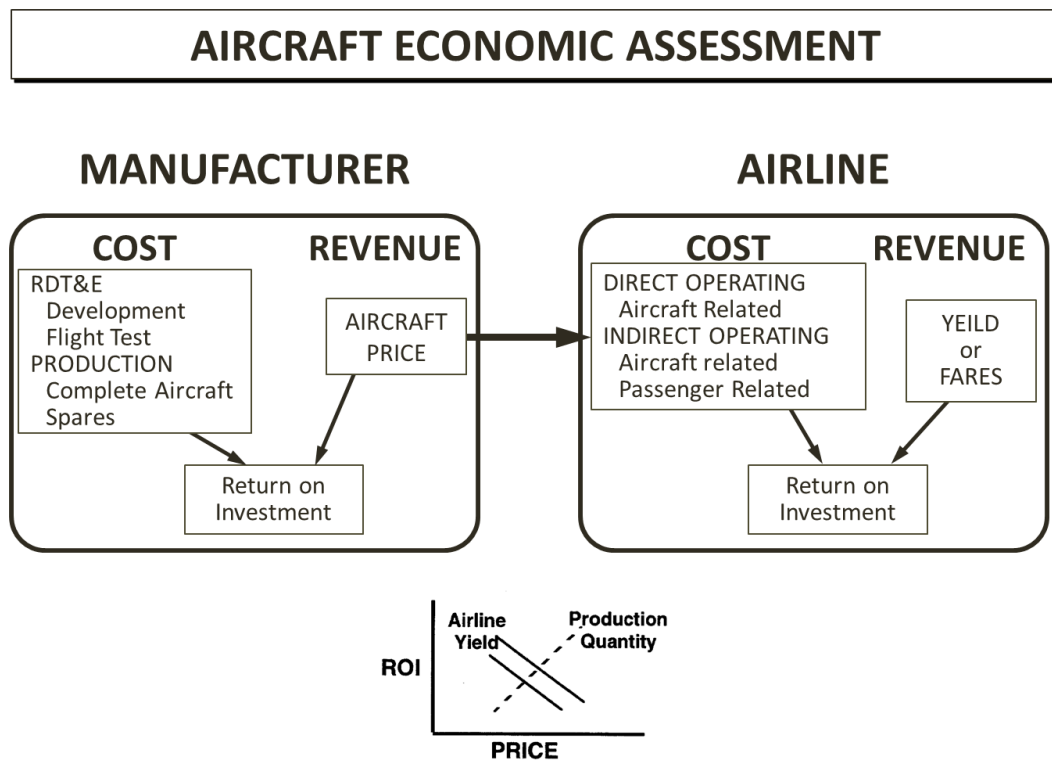 AIRCRAFT ECONOMIC ASSESSMENT
MANUFACTURER
COST
REVENUE
RDT&E
Development
Flight Test
PRODUCTION
Complete Aircraft
Spares
AIRCRAFT
PRICE
Return on
Investment
AIRLINE
COST
REVENUE
DIRECT OPERATING
Aircraft Related
INDIRECT OPERATING
Aircraft related
Passenger Related
YEILD
or
FARES
Return on
Investment
Airline
Yield
Production
Quantity
ROI
PRICE